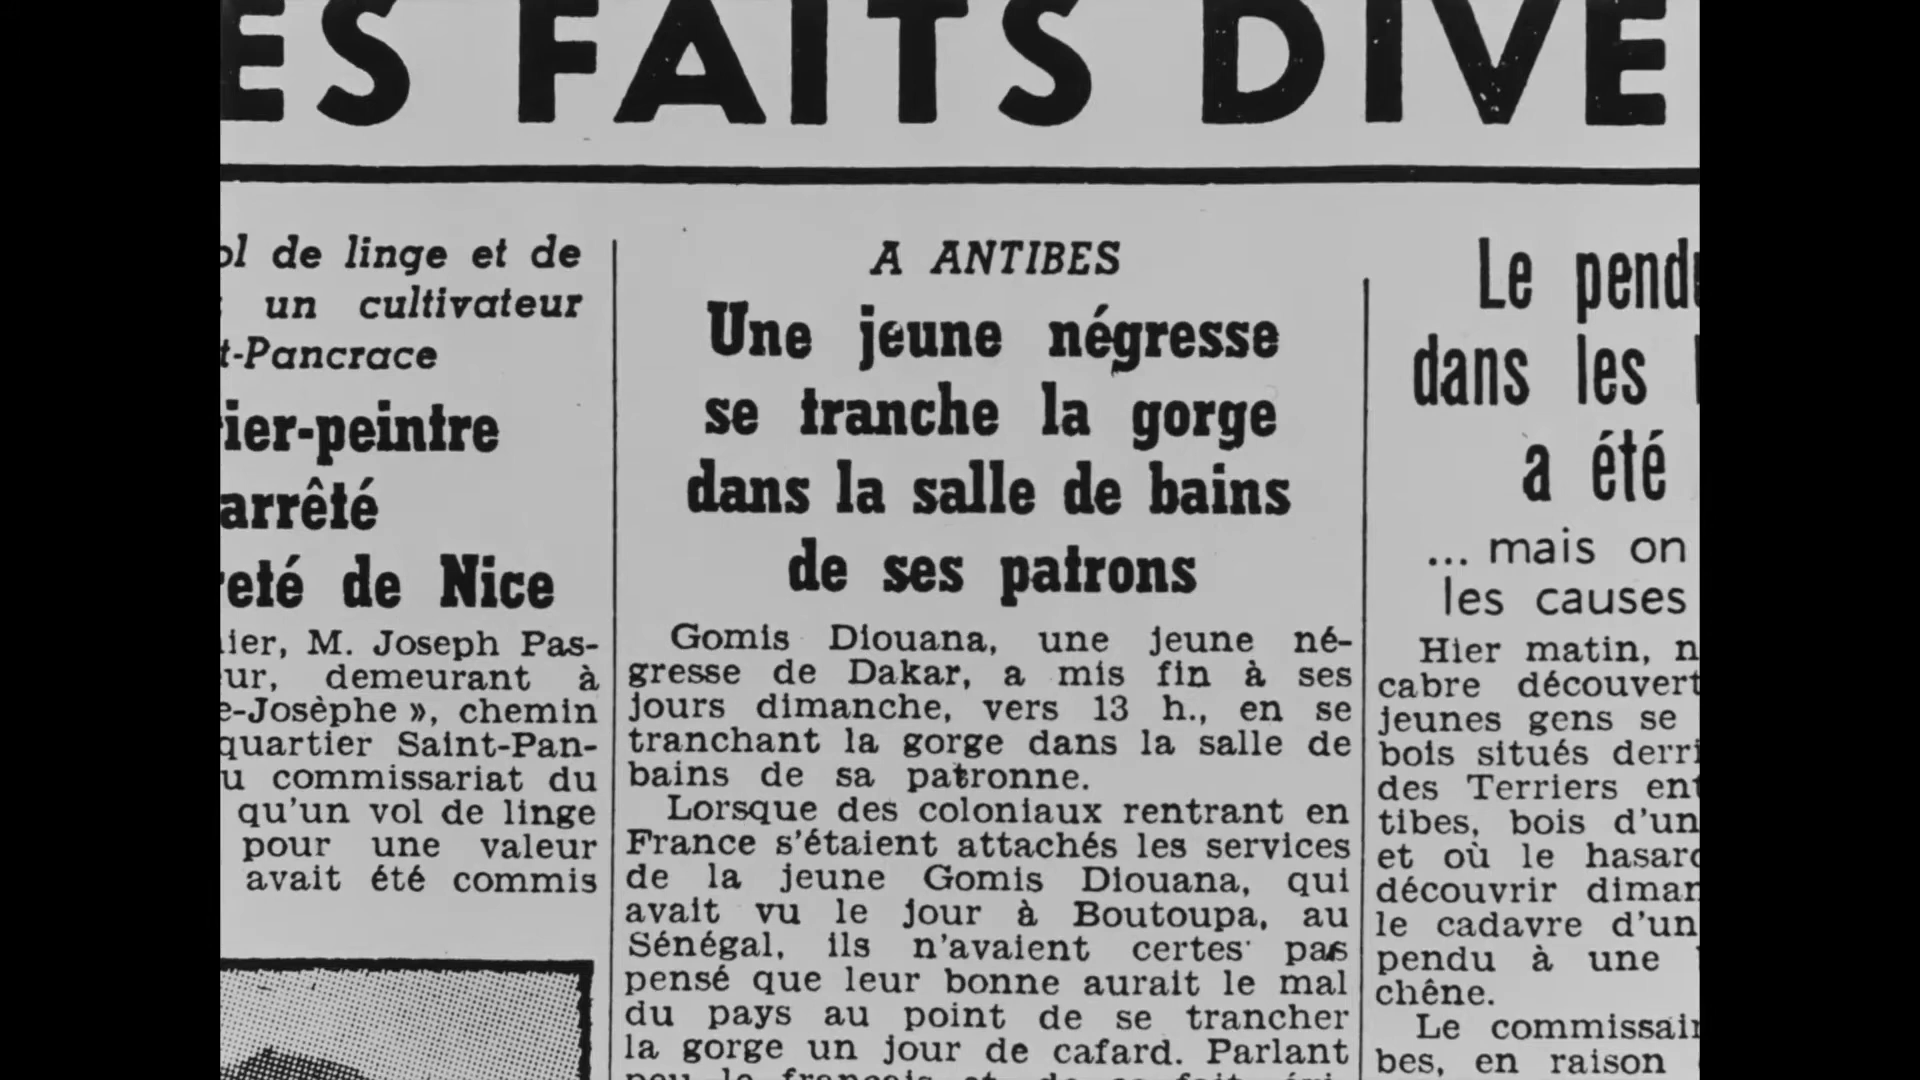 ES FAITS DIVE
ol de linge et de
un cultivateur
t-Pancrace
ier-peintre
arrêté
reté de Nice
ier, M. Joseph Pas-
ur, demeurant à
e-Josèphe », chemin
quartier Saint-Pan-
u commissariat du
qu'un vol de linge
pour une valeur
avait été commis
A ANTIBES
Une jeune négresse
se tranche la gorge
dans la salle de bains
de ses patrons
Gomis Diouana, une jeune né-
gresse de Dakar, a mis fin à ses
jours dimanche, vers 13 h., en se
tranchant la gorge dans la salle de
bains de sa patronne.
Lorsque des coloniaux rentrant en
France s'étaient attachés les services
de la jeune Gomis Diouana, qui
avait vu le jour à Boutoupa, au
Sénégal, ils n'avaient certes pas
pensé que leur bonne aurait le mal
du pays au point de se trancher
la gorge un jour de cafard. Parlant
Le pend
dans les
a été
... mais on
les causes
Hier matin, n
cabre découvert
jeunes gens se
bois situés derri
des Terriers ent
tibes, bois d'un
et où le hasard
découvrir diman
le cadavre d'un
pendu à une
chêne.
Le commissai
bes, en raison